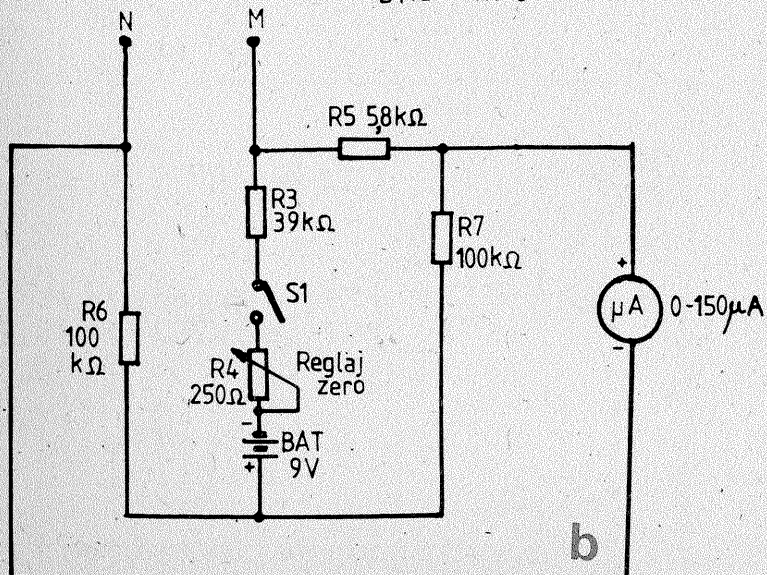 N
M
R5 5,8kΩ
R3
39kΩ
R7
100kΩ
S1
+
μA
0-150μA
-
R6
100
kΩ
R4
250Ω
Reglaj
zero
-
BAT
9V
+
b